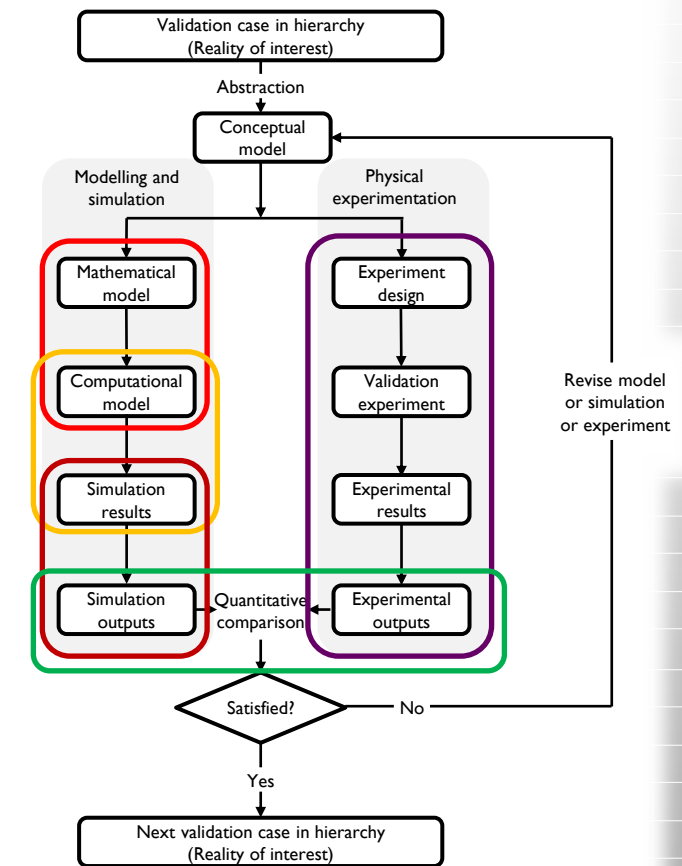 Validation case in hierarchy
(Reality of interest)
Abstraction
Conceptual
model
Modelling and
simulation
Physical
experimentation
Mathematical
model
Experiment
design
Computational
model
Validation
experiment
Revise model
or simulation
or experiment
Simulation
results
Experimental
results
Simulation
outputs
Quantitative
comparison
Experimental
outputs
Satisfied?
No
Yes
Next validation case in hierarchy
(Reality of interest)